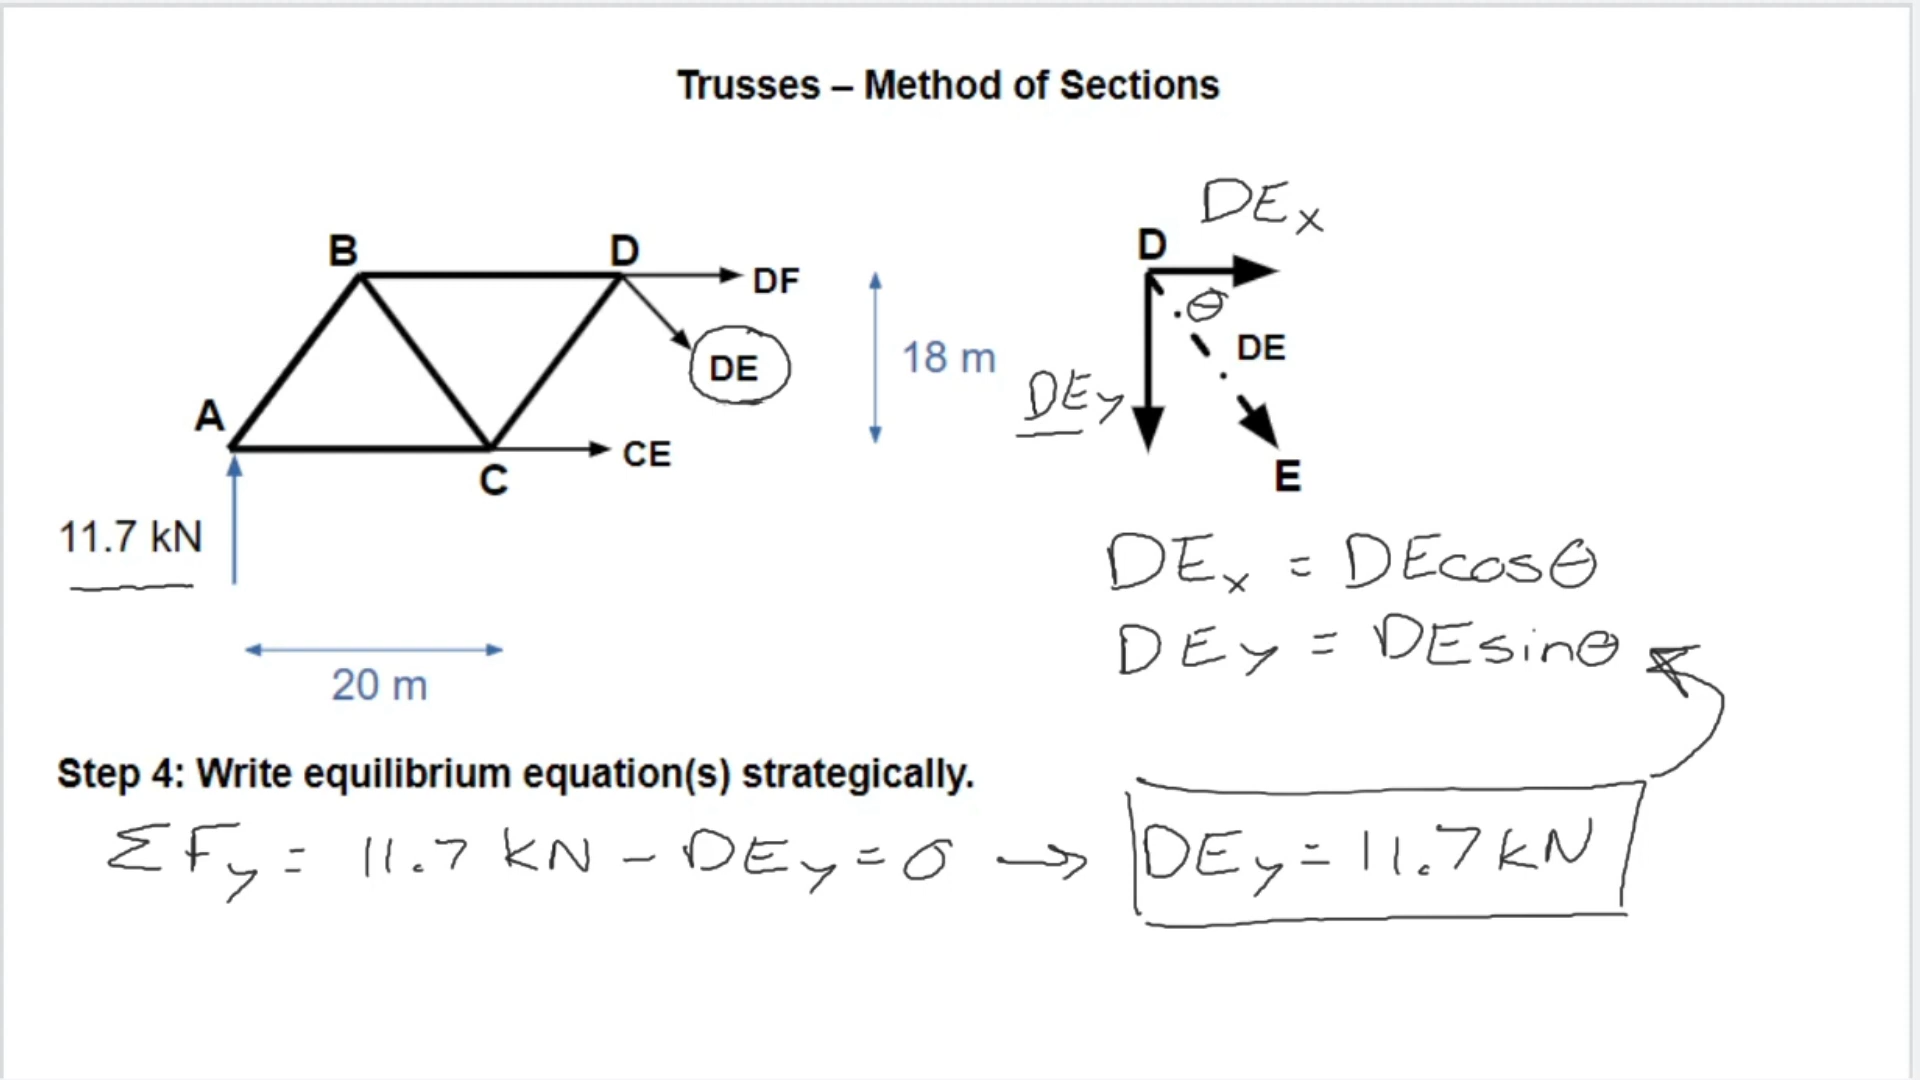 Trusses – Method of Sections
DEx
B
D
D
DF
θ
DE
18 m
DE
DEy
A
CE
C
E
11.7 kN
DEx = DEcosθ
DEy = DEsinθ
20 m
Step 4: Write equilibrium equation(s) strategically.
ΣFy = 11.7 kN - DEy = 0 → DEy = 11.7 kN